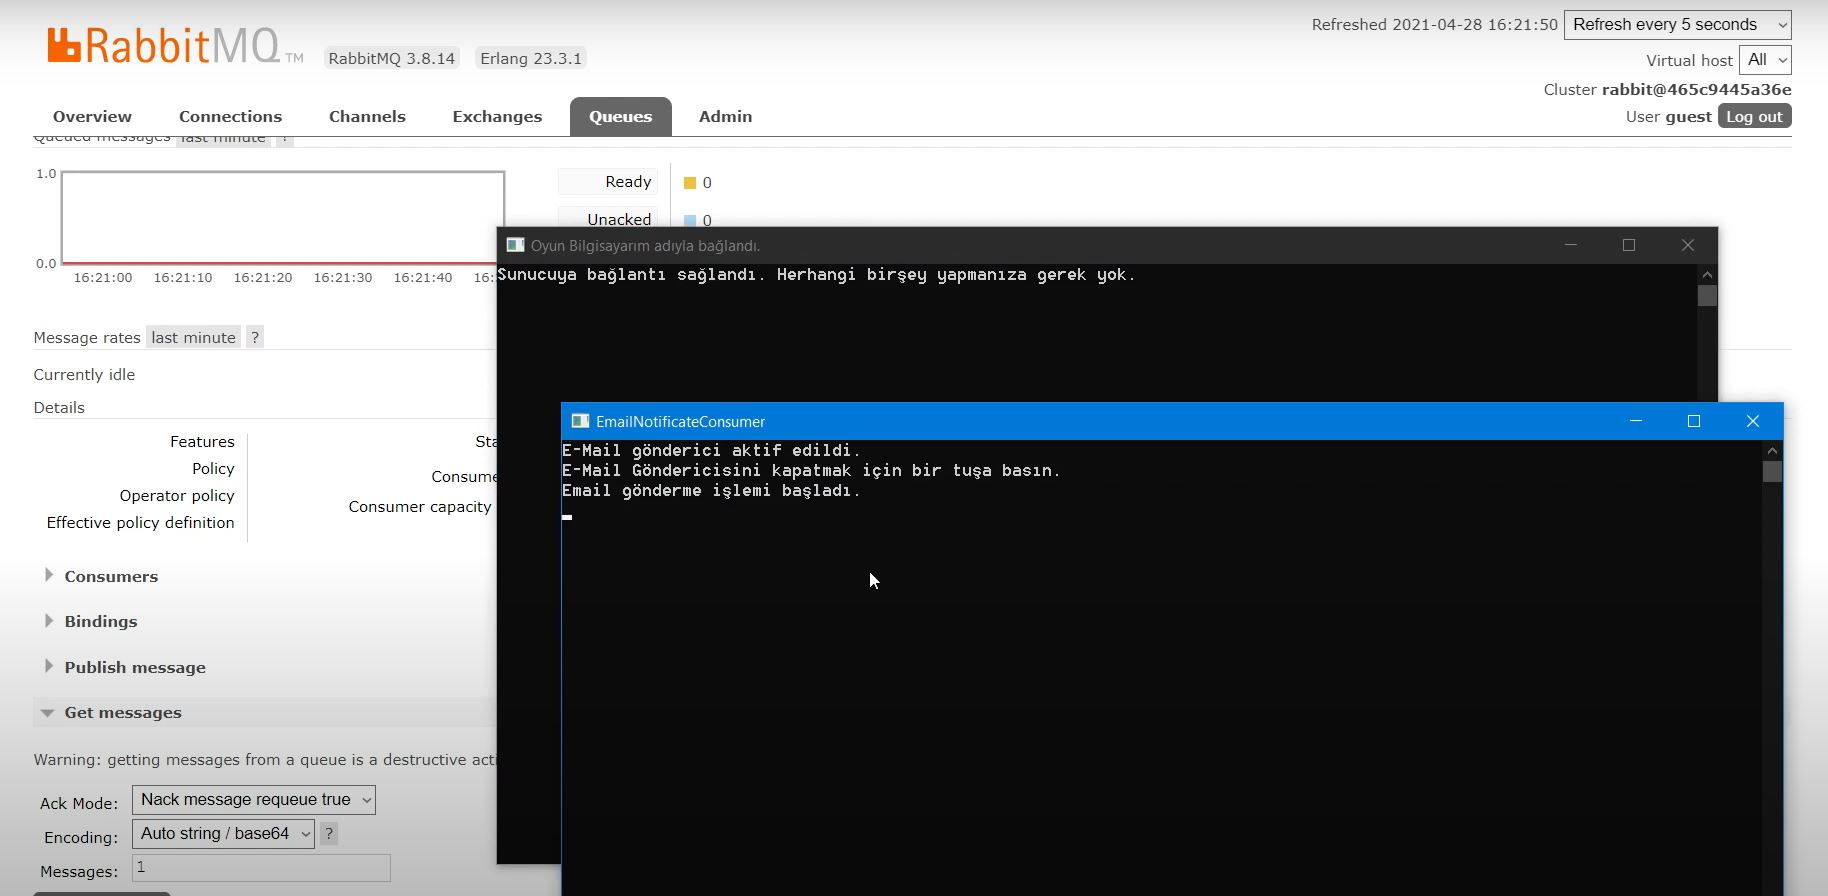 RabbitMQ TM
RabbitMQ 3.8.14
Erlang 23.3.1
Refreshed 2021-04-28 16:21:50
Refresh every 5 seconds
Virtual host
All
Cluster rabbit@465c9445a36e
User guest
Log out
Overview
Connections
Channels
Exchanges
Queues
Admin
Queued messages last minute ?
1.0
0.0
16:21:00 16:21:10 16:21:20 16:21:30 16:21:40 16:
Ready 0
Unacked 0
Oyun Bilgisayarım adıyla bağlandı.
Sunucuya bağlantı sağlandı. Herhangi birşey yapmanıza gerek yok.
Message rates last minute ?
Currently idle
Details
Features
Policy
Operator policy
Effective policy definition
Sta
Consume
Consumer capacity
EmailNotificateConsumer
E-Mail gönderici aktif edildi.
E-Mail Göndericisini kapatmak için bir tuşa basın.
Email gönderme işlemi başladı.
Consumers
Bindings
Publish message
Get messages
Warning: getting messages from a queue is a destructive acti
Ack Mode: Nack message requeue true
Encoding: Auto string / base64 ?
Messages: 1